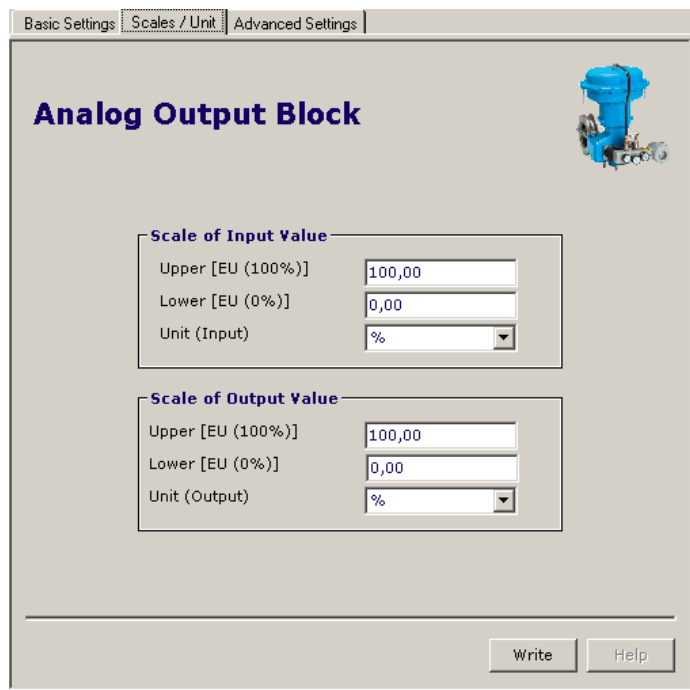 Basic Settings Scales / Unit Advanced Settings
Analog Output Block
Scale of Input Value
Upper [EU (100%)] 100,00
Lower [EU (0%)] 0,00
Unit (Input) %
Scale of Output Value
Upper [EU (100%)] 100,00
Lower [EU (0%)] 0,00
Unit (Output) %
Write Help